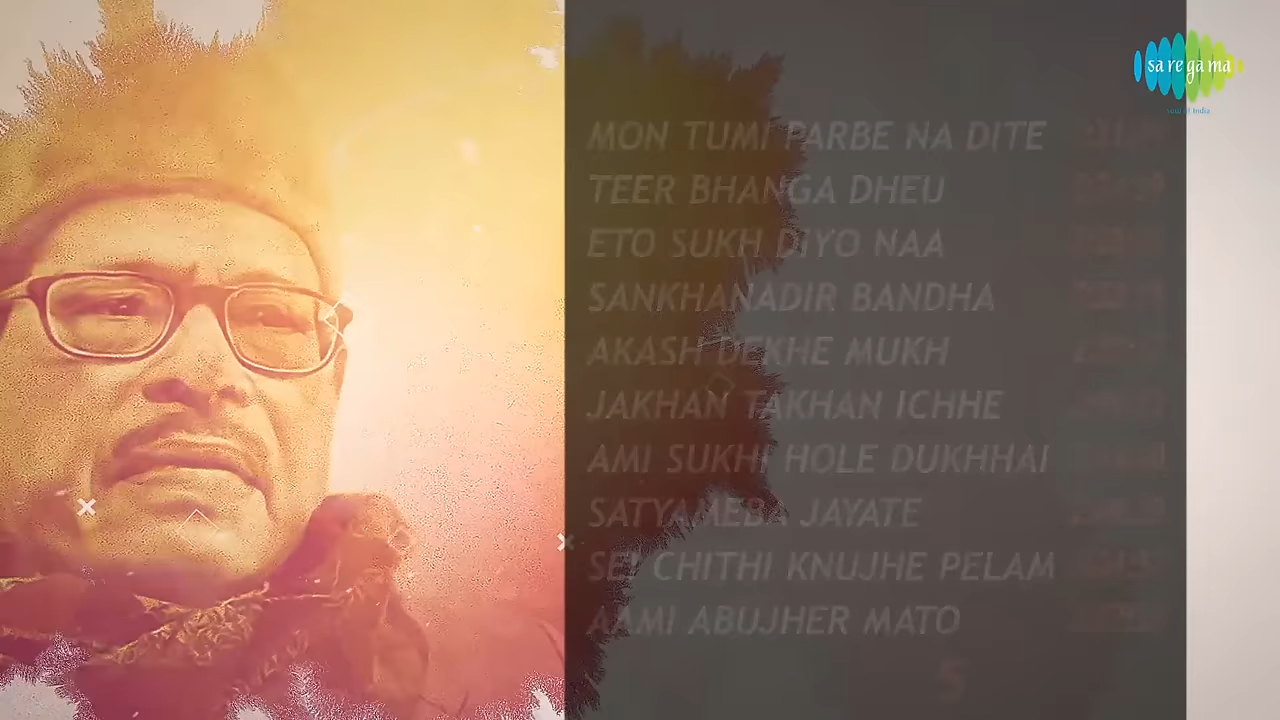 sa re ga ma
MON TUMI PARBE NA DITE
TEER BHANGA DHEU
ETO SUKH DIYO NAA
SANKHANADIR BANDHA
AKASH DEKHE MUKH
JAKHAN TAKHAN ICHHE
AMI SUKHI HOLE DUKHHAI
SATYAMEBA JAYATE
SEI CHITHI KNUJHE PELAM
AAMI ABUJHER MATO